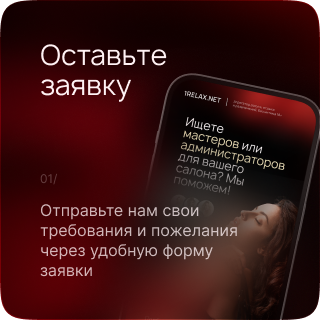 Оставьте
заявку
1RELAX.NET
Ищете
мастеров или
администраторов
для вашего
салона? Мы
поможем!
01/
Отправьте нам свои
требования и пожелания
через удобную форму
заявки